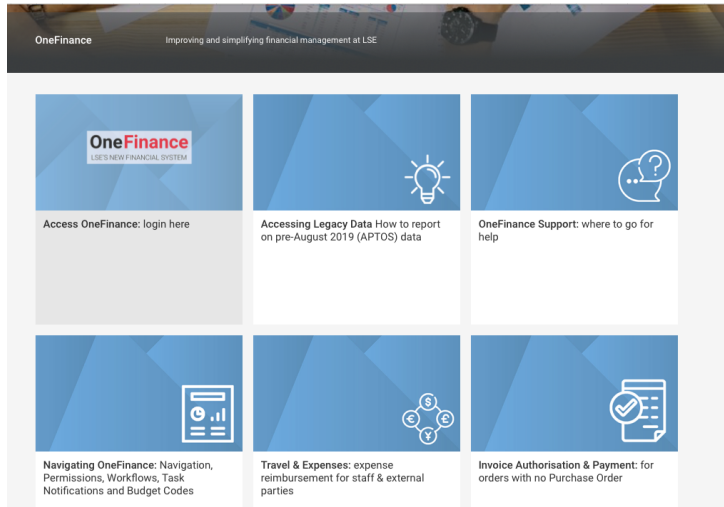 OneFinance
Improving and simplifying financial management at LSE
OneFinance
LSE'S NEW FINANCIAL SYSTEM
Access OneFinance: login here
Accessing Legacy Data How to report
on pre-August 2019 (APTOS) data
OneFinance Support: where to go for
help
Navigating OneFinance: Navigation,
Permissions, Workflows, Task
Notifications and Budget Codes
Travel & Expenses: expense
reimbursement for staff & external
parties
Invoice Authorisation & Payment: for
orders with no Purchase Order